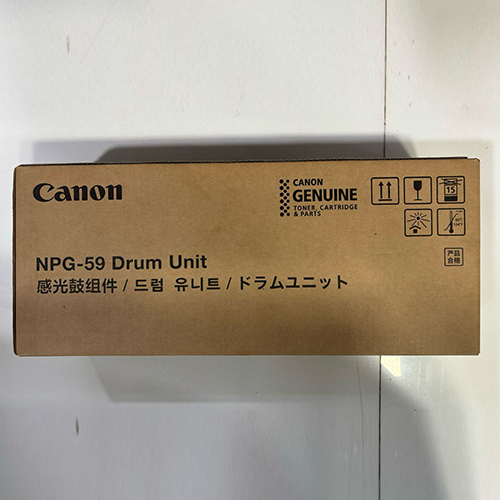 Canon
CANON
GENUINE
TONER, CARTRIDGE
& PARTS
15
NPG-59 Drum Unit
感光鼓组件 / 드럼 유니트 / ドラムユニット
产品
合格